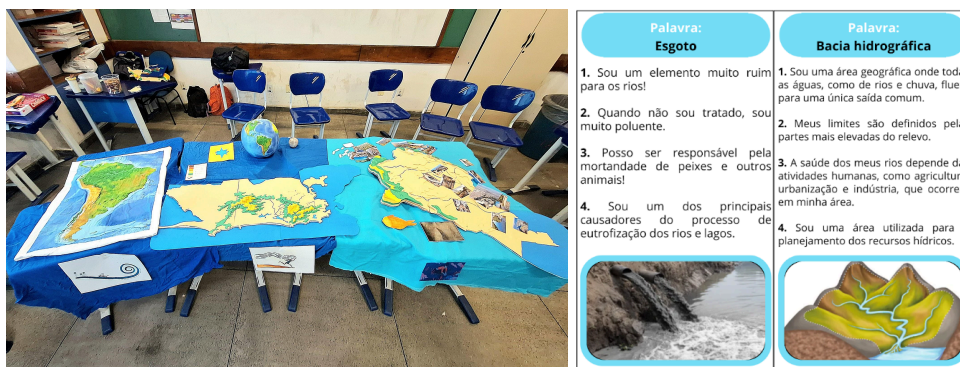 Palavra:
Esgoto
1. Sou um elemento muito ruim
para os rios!
2. Quando não sou tratado, sou
muito poluente.
3. Posso ser responsável pela
mortandade de peixes e outros
animais!
4. Sou um dos principais
causadores do processo de
eutrofização dos rios e lagos.
Palavra:
Bacia hidrográfica
1. Sou uma área geográfica onde toda
as águas, como de rios e chuva, flue
para uma única saída comum.
2. Meus limites são definidos pela
partes mais elevadas do relevo.
3. A saúde dos meus rios depende da
atividades humanas, como agricultur
urbanização e indústria, que ocorre
em minha área.
4. Sou uma área utilizada para
planejamento dos recursos hídricos.